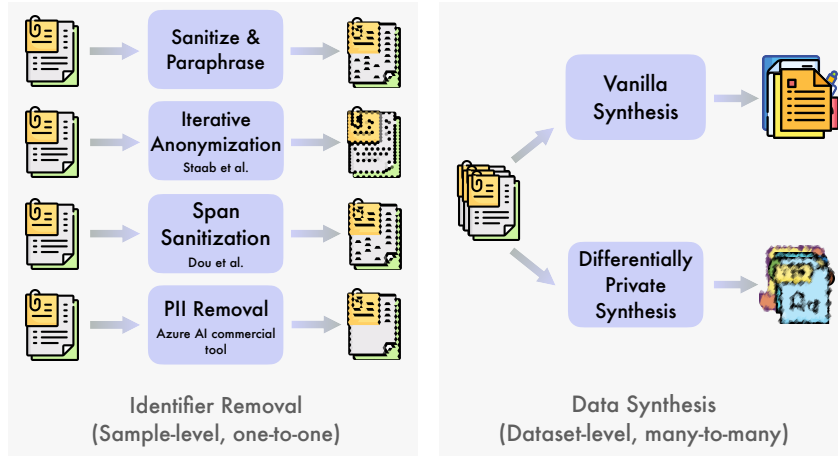 Sanitize &
Paraphrase
Iterative
Anonymization
Staab et al.
Span
Sanitization
Dou et al.
PII Removal
Azure AI commercial
tool
Identifier Removal
(Sample-level, one-to-one)
Vanilla
Synthesis
Differentially
Private
Synthesis
Data Synthesis
(Dataset-level, many-to-many)